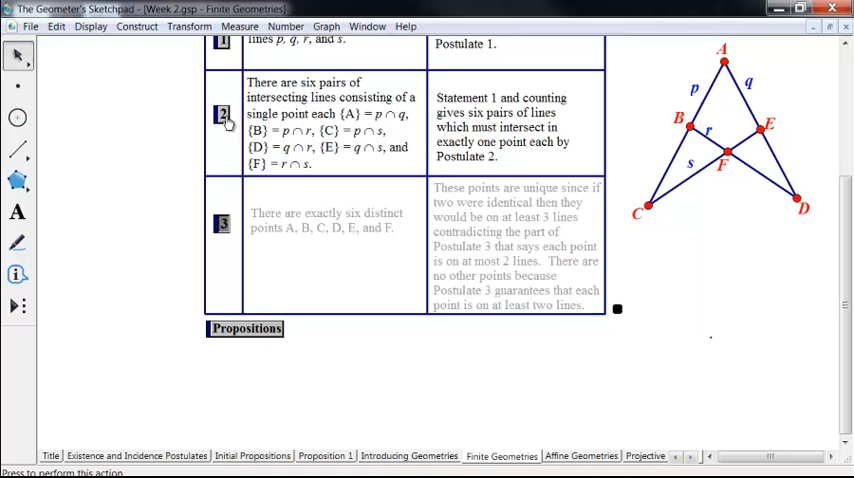 The Geometer's Sketchpad - [Week 2.gsp - Finite Geometries]
File Edit Display Construct Transform Measure Number Graph Window Help
1
lines p, q, r, and s.
Postulate 1.
2
There are six pairs of
intersecting lines consisting of a
single point each {A} = p ∩ q,
{B} = p ∩ r, {C} = p ∩ s,
{D} = q ∩ r, {E} = q ∩ s, and
{F} = r ∩ s.
Statement 1 and counting
gives six pairs of lines
which must intersect in
exactly one point each by
Postulate 2.
3
There are exactly six distinct
points A, B, C, D, E, and F.
These points are unique since if
two were identical then they
would be on at least 3 lines
contradicting the part of
Postulate 3 that says each point
is on at most 2 lines. There are
no other points because
Postulate 3 guarantees that each
point is on at least two lines.
Propositions
A
p
q
B
r
E
s
F
C
D
A
Title Existence and Incidence Postulates Initial Propositions Proposition 1 Introducing Geometries Finite Geometries Affine Geometries Projective
Press to perform this action